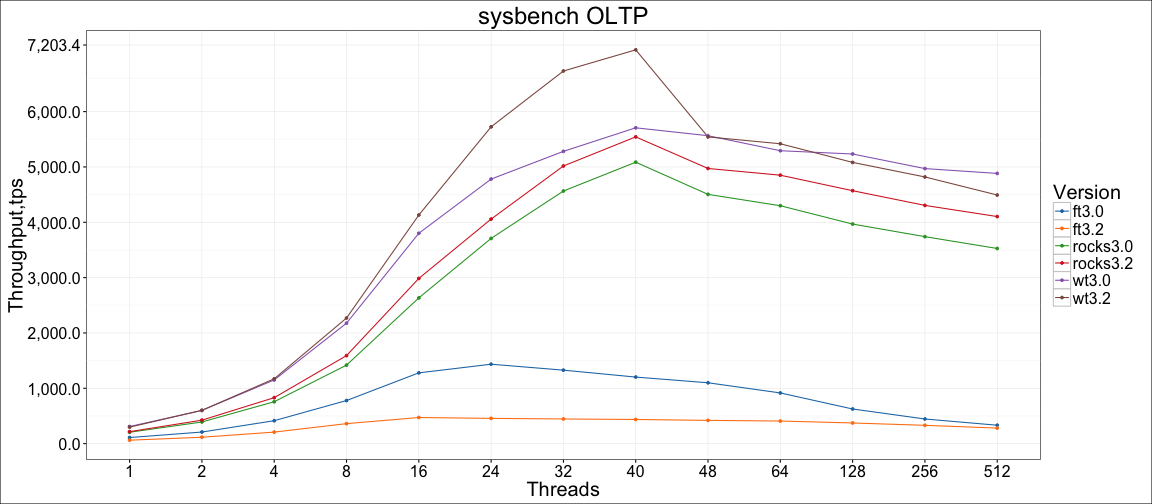 sysbench OLTP
Throughput,tps
7,203.4
6,000.0
5,000.0
4,000.0
3,000.0
2,000.0
1,000.0
0.0
1 2 4 8 16 24 32 40 48 64 128 256 512
Threads
Version
ft3.0
ft3.2
rocks3.0
rocks3.2
wt3.0
wt3.2